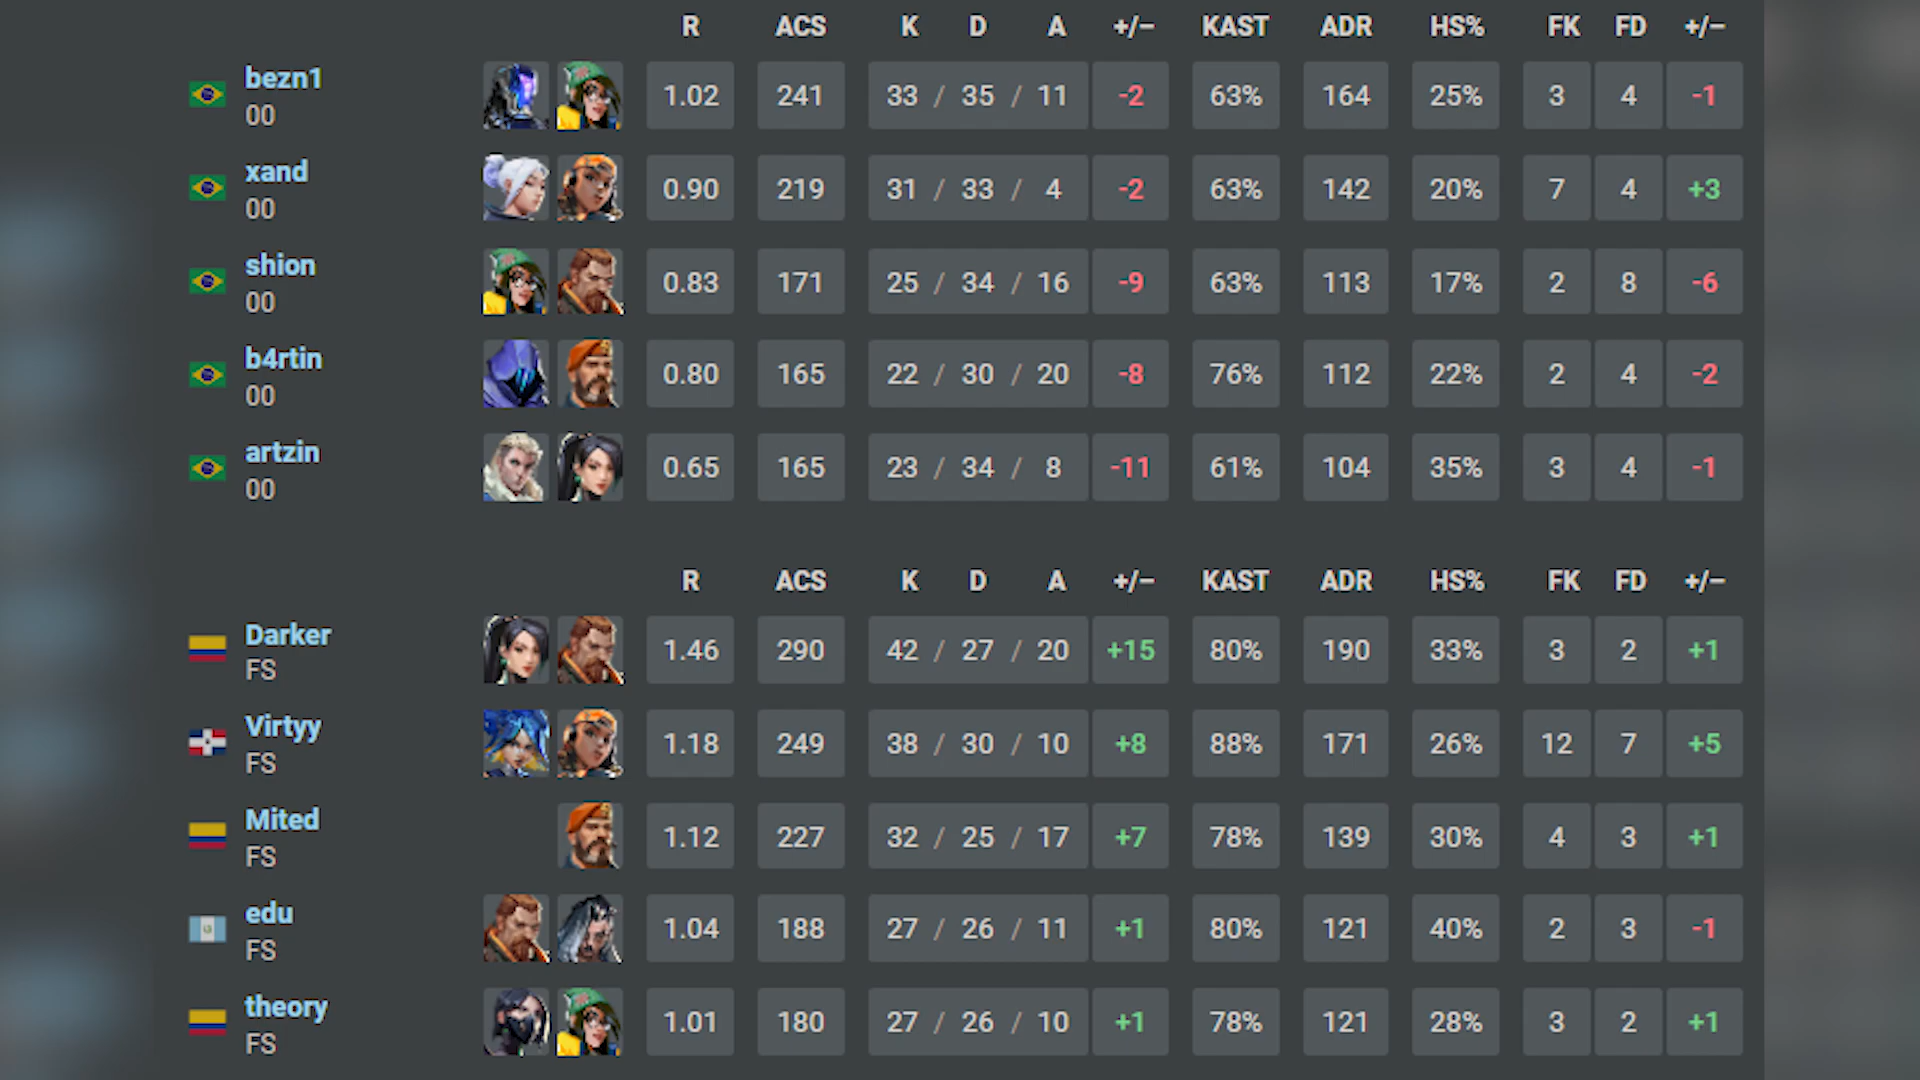 R ACS K D A +/− KAST ADR HS% FK FD +/−
bezn1 1.02 241 33 / 35 / 11 -2 63% 164 25% 3 4 -1
00
xand 0.90 219 31 / 33 / 4 -2 63% 142 20% 7 4 +3
00
shion 0.83 171 25 / 34 / 16 -9 63% 113 17% 2 8 -6
00
b4rtin 0.80 165 22 / 30 / 20 -8 76% 112 22% 2 4 -2
00
artzin 0.65 165 23 / 34 / 8 -11 61% 104 35% 3 4 -1
00
R ACS K D A +/− KAST ADR HS% FK FD +/−
Darker 1.46 290 42 / 27 / 20 +15 80% 190 33% 3 2 +1
FS
Virtyy 1.18 249 38 / 30 / 10 +8 88% 171 26% 12 7 +5
FS
Mited 1.12 227 32 / 25 / 17 +7 78% 139 30% 4 3 +1
FS
edu 1.04 188 27 / 26 / 11 +1 80% 121 40% 2 3 -1
FS
theory 1.01 180 27 / 26 / 10 +1 78% 121 28% 3 2 +1
FS